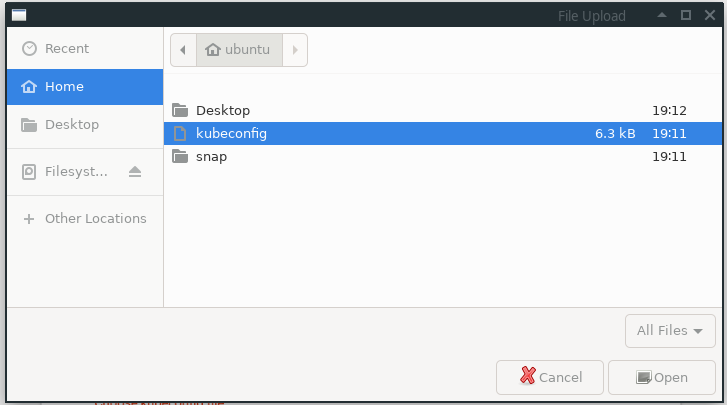 File Upload
Recent
Home
Desktop
Filesyst...
Other Locations
ubuntu
Desktop 19:12
kubeconfig 6.3 kB 19:11
snap 19:11
All Files
Cancel Open